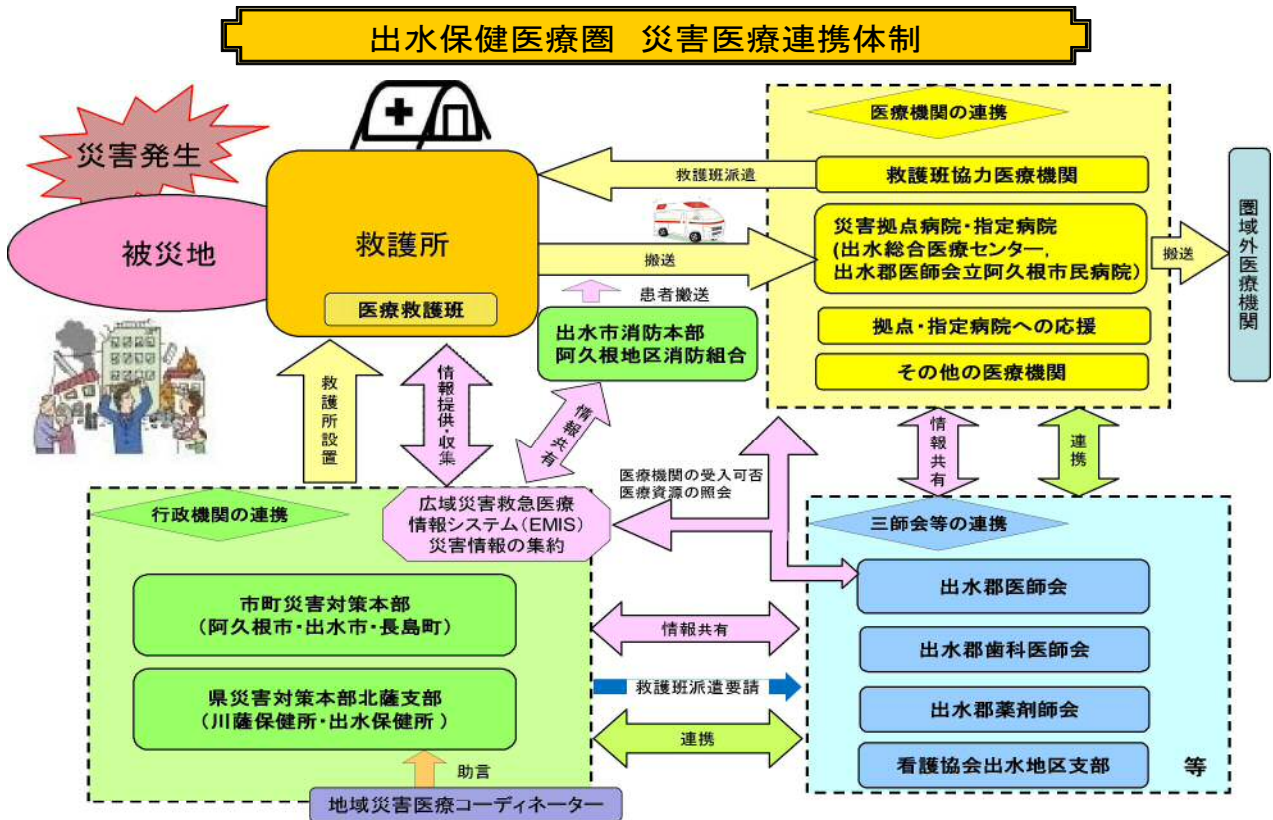 出水保健医療圏 災害医療連携体制
災害発生
被災地
救護所
医療救護班
救護班派遣
搬送
患者搬送
出水市消防本部
阿久根地区消防組合
医療機関の連携
救護班協力医療機関
災害拠点病院・指定病院
(出水総合医療センター,
出水郡医師会立阿久根市民病院)
拠点・指定病院への応援
その他の医療機関
搬送
圏域外医療機関
救護所設置
情報提供・収集
情報共有
医療機関の受入可否
医療資源の照会
情報共有
連携
行政機関の連携
広域災害救急医療
情報システム(EMIS)
災害情報の集約
市町災害対策本部
(阿久根市・出水市・長島町)
県災害対策本部北薩支部
(川薩保健所・出水保健所)
助言
地域災害医療コーディネーター
情報共有
救護班派遣要請
連携
三師会等の連携
出水郡医師会
出水郡歯科医師会
出水郡薬剤師会
看護協会出水地区支部
等